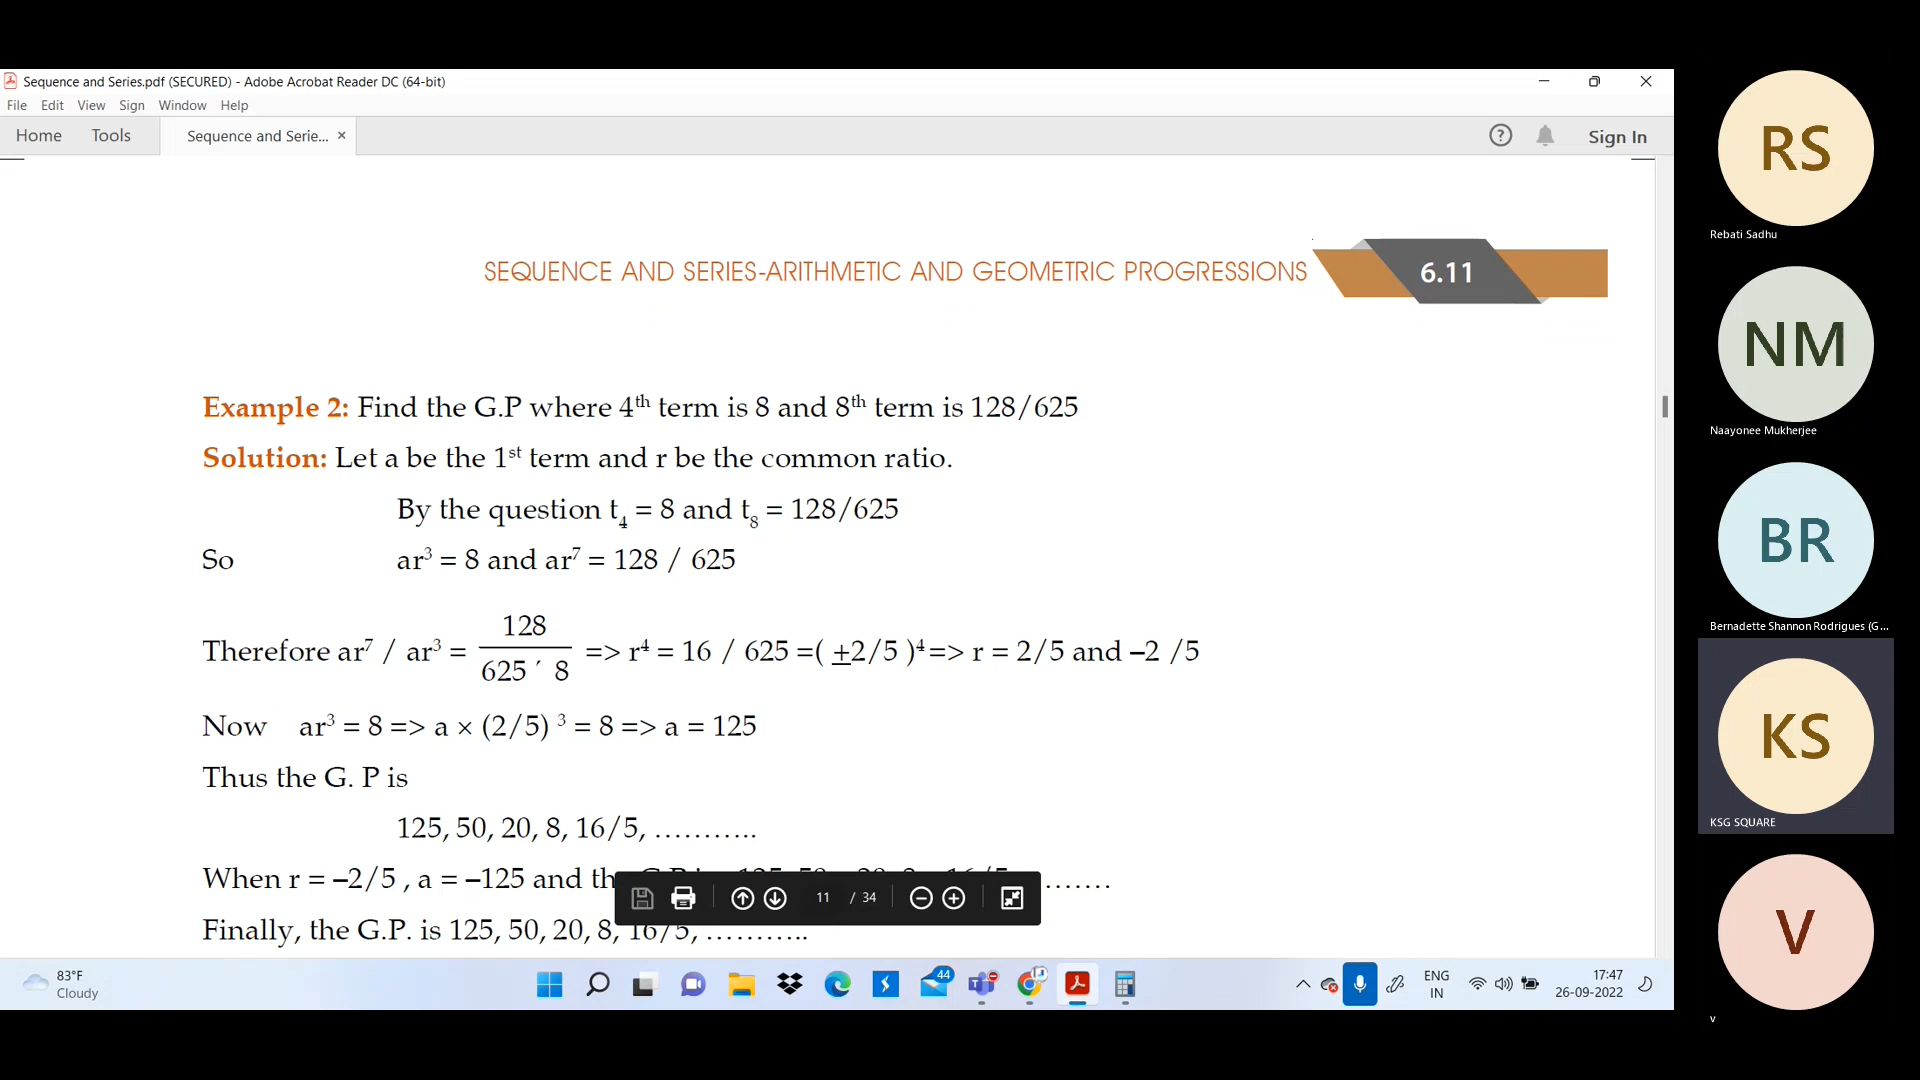 Sequence and Series.pdf (SECURED) - Adobe Acrobat Reader DC (64-bit)
File Edit View Sign Window Help
Home Tools Sequence and Serie... × Sign In
SEQUENCE AND SERIES-ARITHMETIC AND GEOMETRIC PROGRESSIONS 6.11
Example 2: Find the G.P where 4th term is 8 and 8th term is 128/625
Solution: Let a be the 1st term and r be the common ratio.
By the question t4 = 8 and t8 = 128/625
So ar³ = 8 and ar⁷ = 128 / 625
Therefore ar⁷ / ar³ = 128 / 625 ´ 8 => r⁴ = 16 / 625 =( ±2/5 )⁴ => r = 2/5 and –2 /5
Now ar³ = 8 => a × (2/5) ³ = 8 => a = 125
Thus the G. P is
125, 50, 20, 8, 16/5, ………..
When r = –2/5 , a = –125 and th
Finally, the G.P. is 125, 50, 20, 8, 16/5, ………..
11 / 34
83°F
Cloudy
44
ENG
IN
17:47
26-09-2022
RS
Rebati Sadhu
NM
Naayonee Mukherjee
BR
Bernadette Shannon Rodrigues (G...
KS
KSG SQUARE
V
v